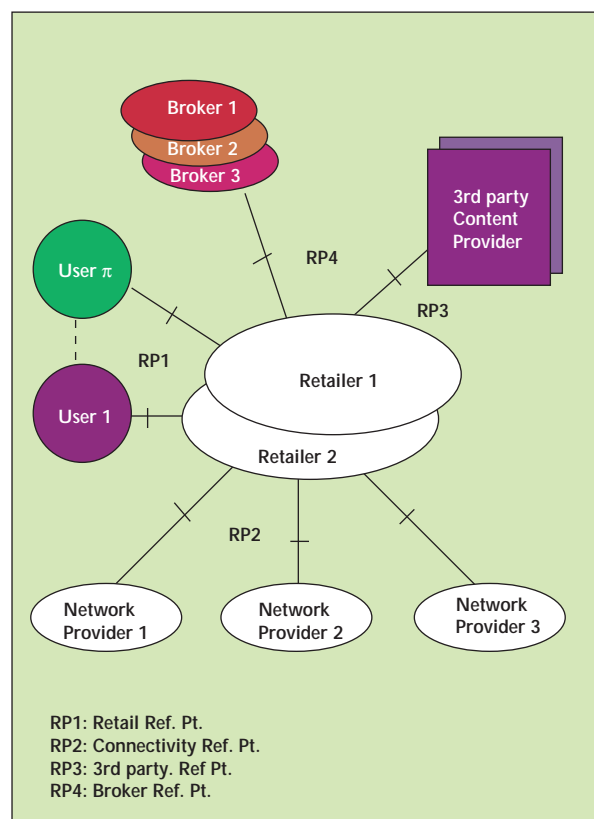 Broker 1
Broker 2
Broker 3
3rd party
Content
Provider
RP4
User π
RP3
RP1
Retailer 1
User 1
Retailer 2
RP2
Network
Provider 1
Network
Provider 2
Network
Provider 3
RP1: Retail Ref. Pt.
RP2: Connectivity Ref. Pt.
RP3: 3rd party. Ref Pt.
RP4: Broker Ref. Pt.